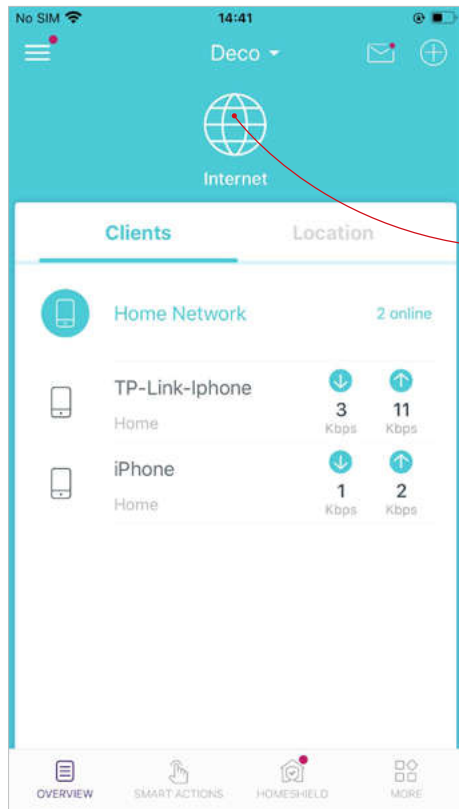 No SIM 14:41
Deco
Internet
Clients Location
Home Network 2 online
TP-Link-Iphone
3 11
Home Kbps Kbps
iPhone
1 2
Home Kbps Kbps
OVERVIEW SMART ACTIONS HOMESHIELD MORE